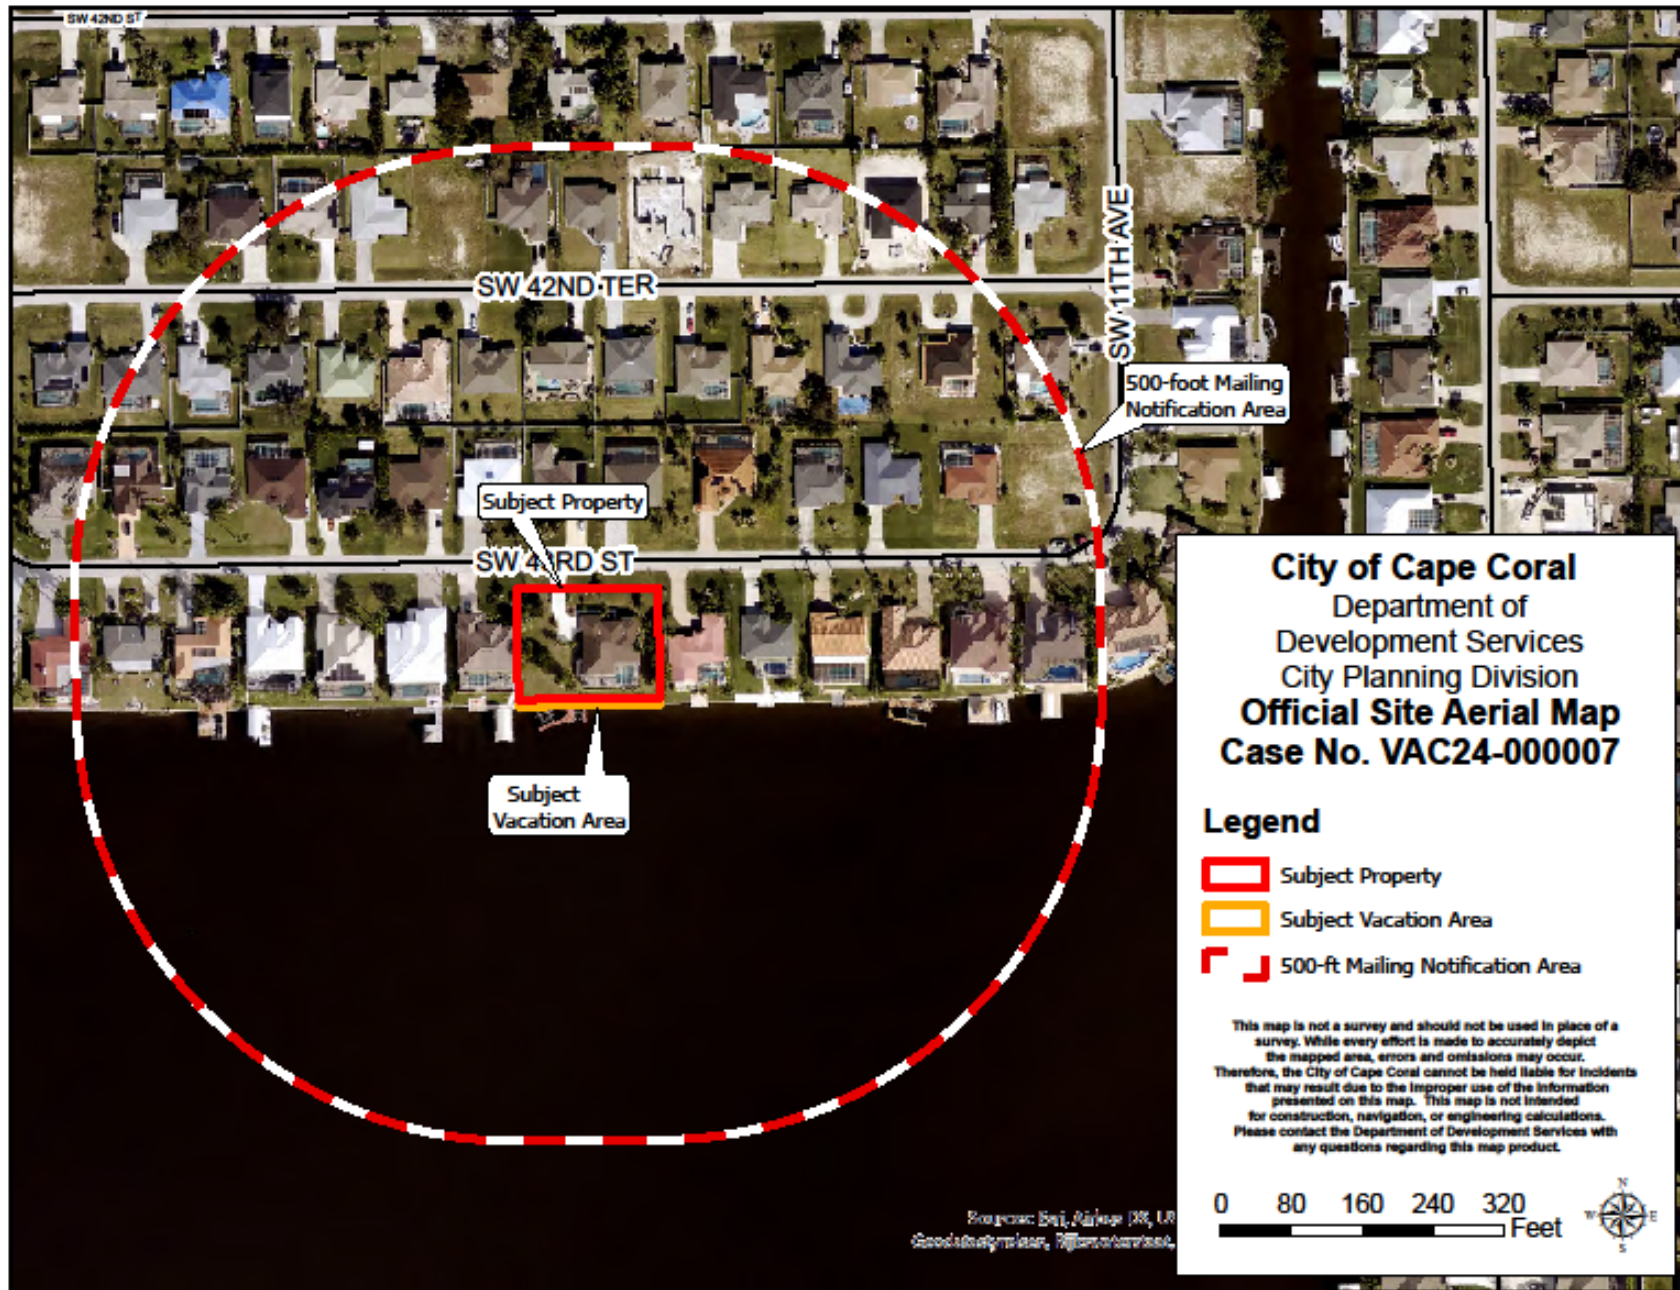 SW 42ND ST
SW 42ND TER
SW 11TH AVE
500-foot Mailing
Notification Area
Subject Property
SW 43RD ST
Subject
Vacation Area
City of Cape Coral
Department of
Development Services
City Planning Division
Official Site Aerial Map
Case No. VAC24-000007
Legend
Subject Property
Subject Vacation Area
500-ft Mailing Notification Area
This map is not a survey and should not be used in place of a
survey. While every effort is made to accurately depict
the mapped area, errors and omissions may occur.
Therefore, the City of Cape Coral cannot be held liable for incidents
that may result due to the improper use of the information
presented on this map. This map is not intended
for construction, navigation, or engineering calculations.
Please contact the Department of Development Services with
any questions regarding this map product.
0 80 160 240 320
Feet
N
W E
S
Sources: Esri, Airbus DS, US
Geodatastyrelsen, Rijkswaterstaat,